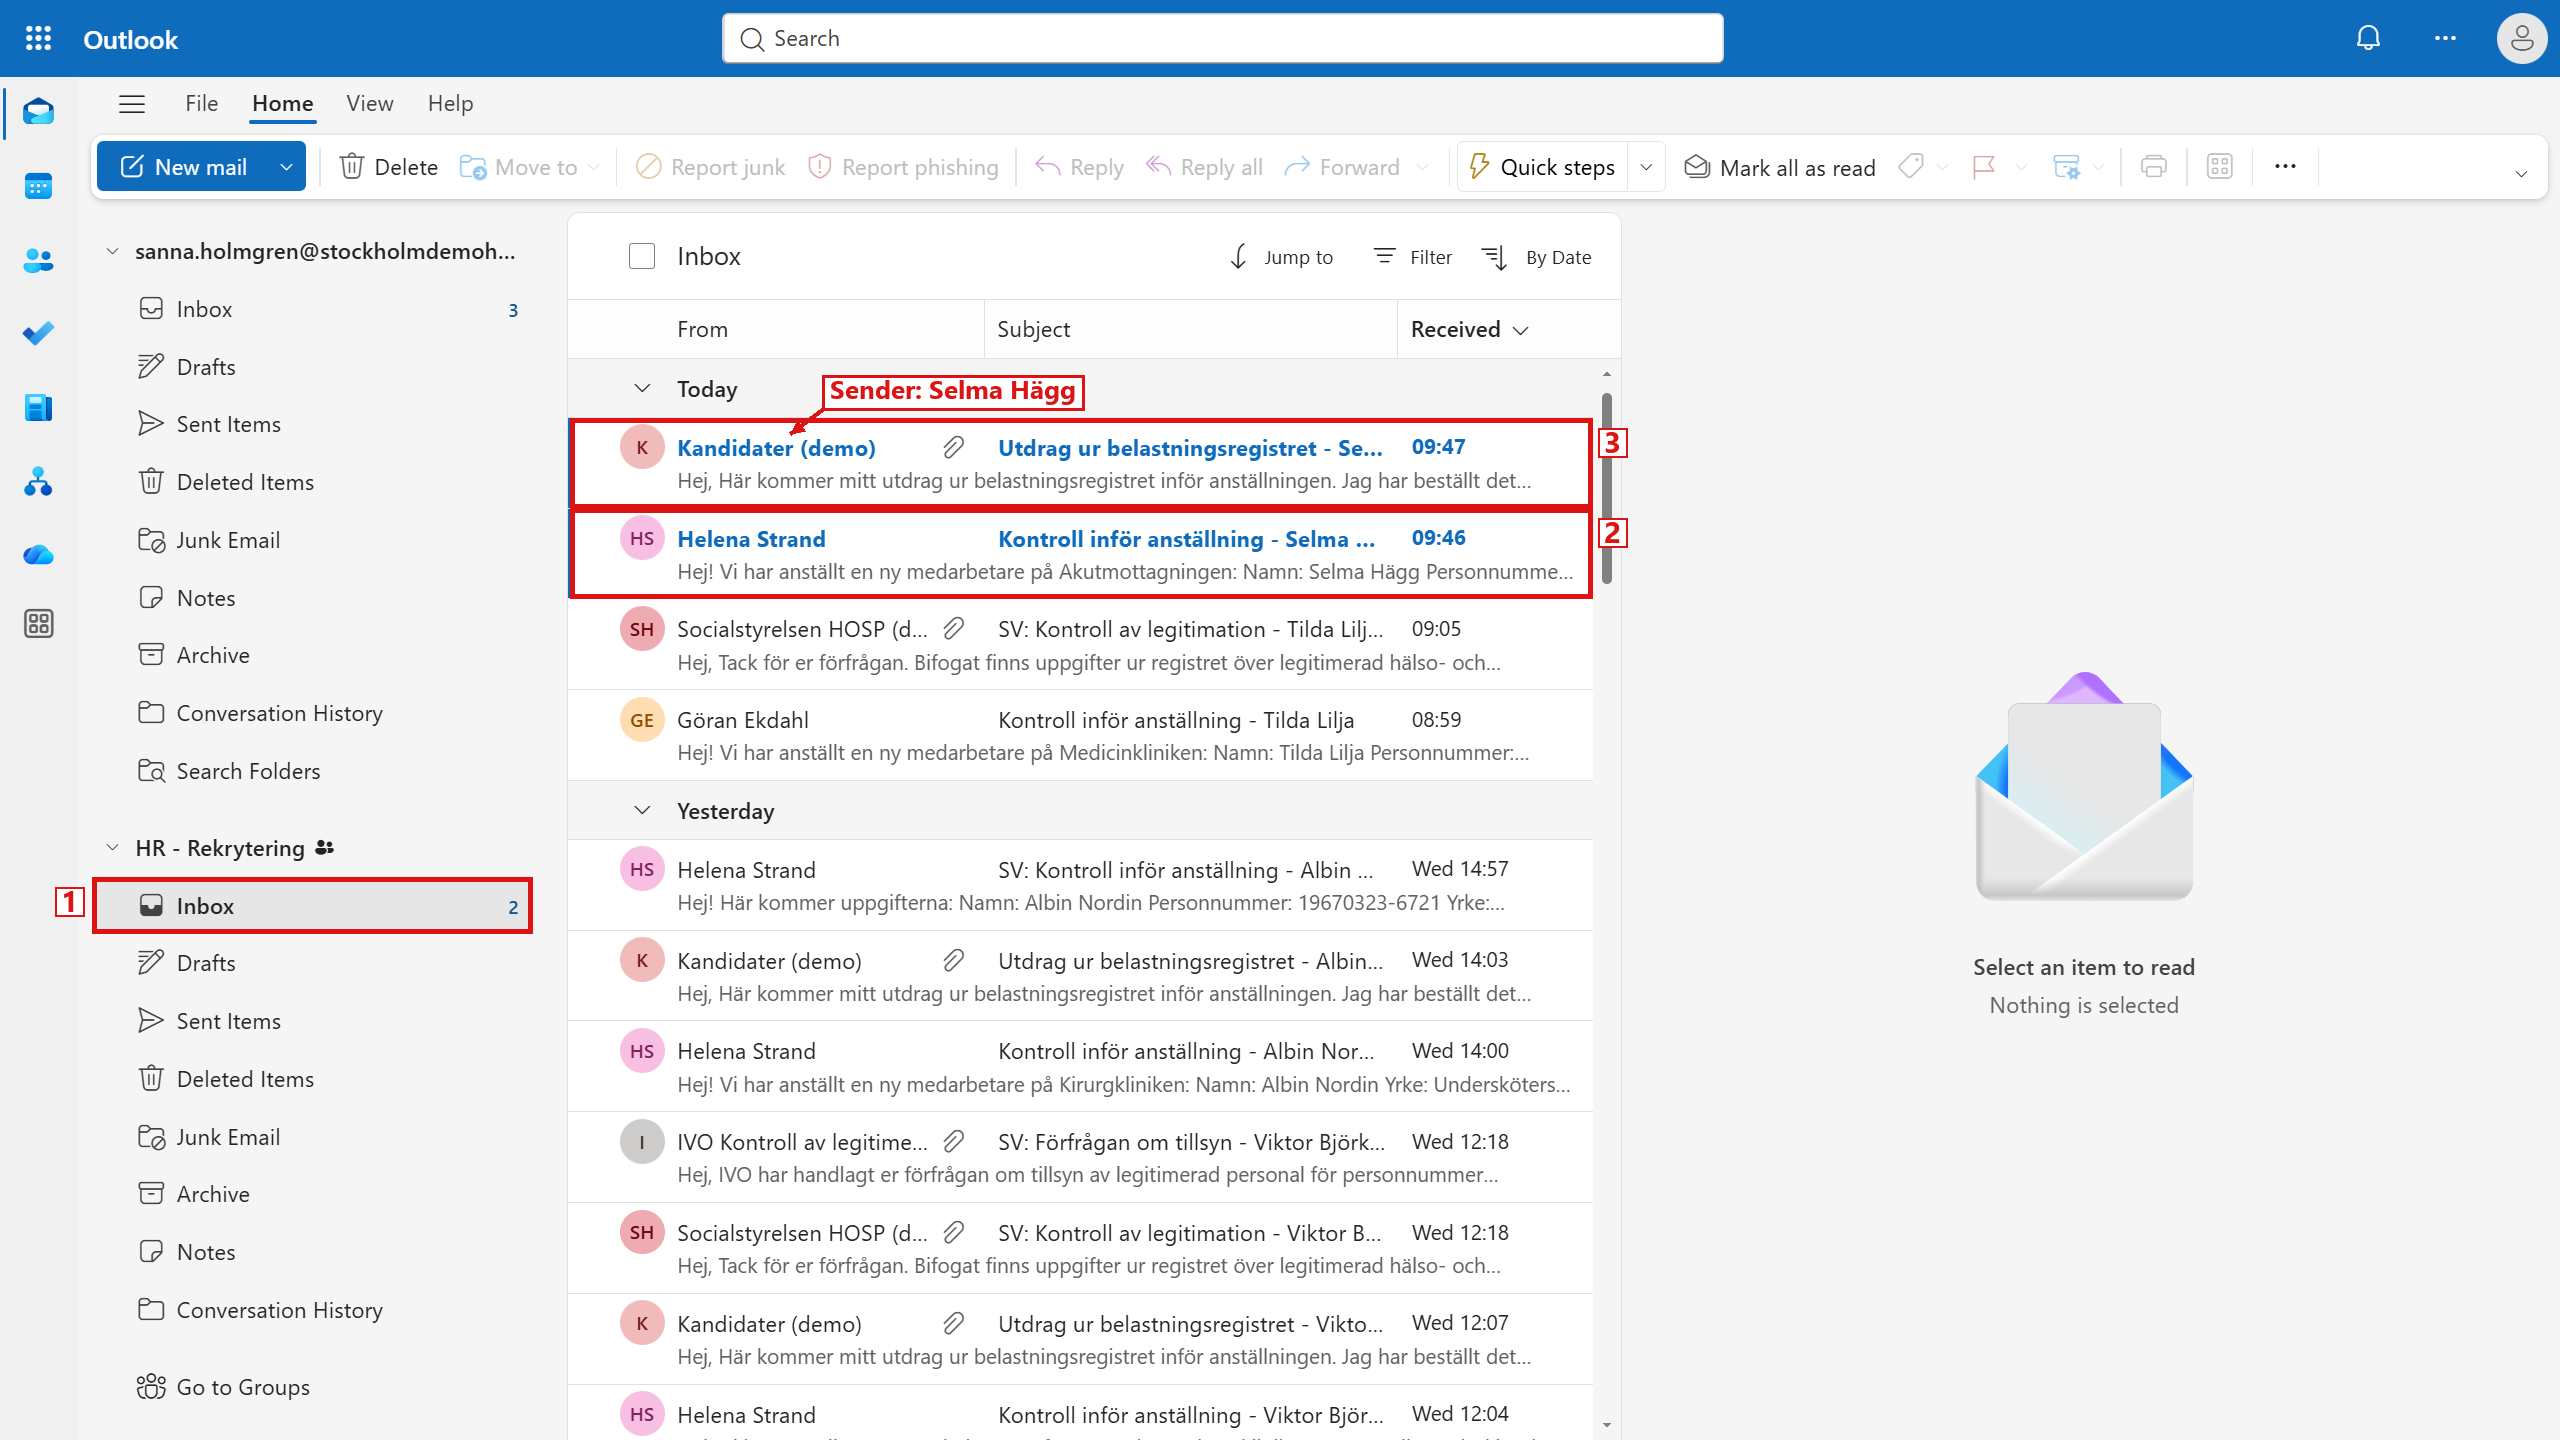 Outlook
Search
File Home View Help
New mail Delete Move to Report junk Report phishing Reply Reply all Forward Quick steps Mark all as read
sanna.holmgren@stockholmdemoh...
Inbox 3
Drafts
Sent Items
Deleted Items
Junk Email
Notes
Archive
Conversation History
Search Folders
HR - Rekrytering
1
Inbox 2
Drafts
Sent Items
Deleted Items
Junk Email
Archive
Notes
Conversation History
Go to Groups
Inbox Jump to Filter By Date
From Subject Received
Today
Sender: Selma Hägg
K Kandidater (demo) Utdrag ur belastningsregistret - Se... 09:47
3
Hej, Här kommer mitt utdrag ur belastningsregistret inför anställningen. Jag har beställt det...
HS Helena Strand Kontroll inför anställning - Selma ... 09:46
2
Hej! Vi har anställt en ny medarbetare på Akutmottagningen: Namn: Selma Hägg Personnumme...
SH Socialstyrelsen HOSP (d... SV: Kontroll av legitimation - Tilda Lilj... 09:05
Hej, Tack för er förfrågan. Bifogat finns uppgifter ur registret över legitimerad hälso- och...
GE Göran Ekdahl Kontroll inför anställning - Tilda Lilja 08:59
Hej! Vi har anställt en ny medarbetare på Medicinkliniken: Namn: Tilda Lilja Personnummer:...
Yesterday
HS Helena Strand SV: Kontroll inför anställning - Albin ... Wed 14:57
Hej! Här kommer uppgifterna: Namn: Albin Nordin Personnummer: 19670323-6721 Yrke:...
K Kandidater (demo) Utdrag ur belastningsregistret - Albin... Wed 14:03
Hej, Här kommer mitt utdrag ur belastningsregistret inför anställningen. Jag har beställt det...
HS Helena Strand Kontroll inför anställning - Albin Nor... Wed 14:00
Hej! Vi har anställt en ny medarbetare på Kirurgkliniken: Namn: Albin Nordin Yrke: Undersköters...
I IVO Kontroll av legitime... SV: Förfrågan om tillsyn - Viktor Björk... Wed 12:18
Hej, IVO har handlagt er förfrågan om tillsyn av legitimerad personal för personnummer...
SH Socialstyrelsen HOSP (d... SV: Kontroll av legitimation - Viktor B... Wed 12:18
Hej, Tack för er förfrågan. Bifogat finns uppgifter ur registret över legitimerad hälso- och...
K Kandidater (demo) Utdrag ur belastningsregistret - Vikto... Wed 12:07
Hej, Här kommer mitt utdrag ur belastningsregistret inför anställningen. Jag har beställt det...
HS Helena Strand Kontroll inför anställning - Viktor Björ... Wed 12:04
Select an item to read
Nothing is selected